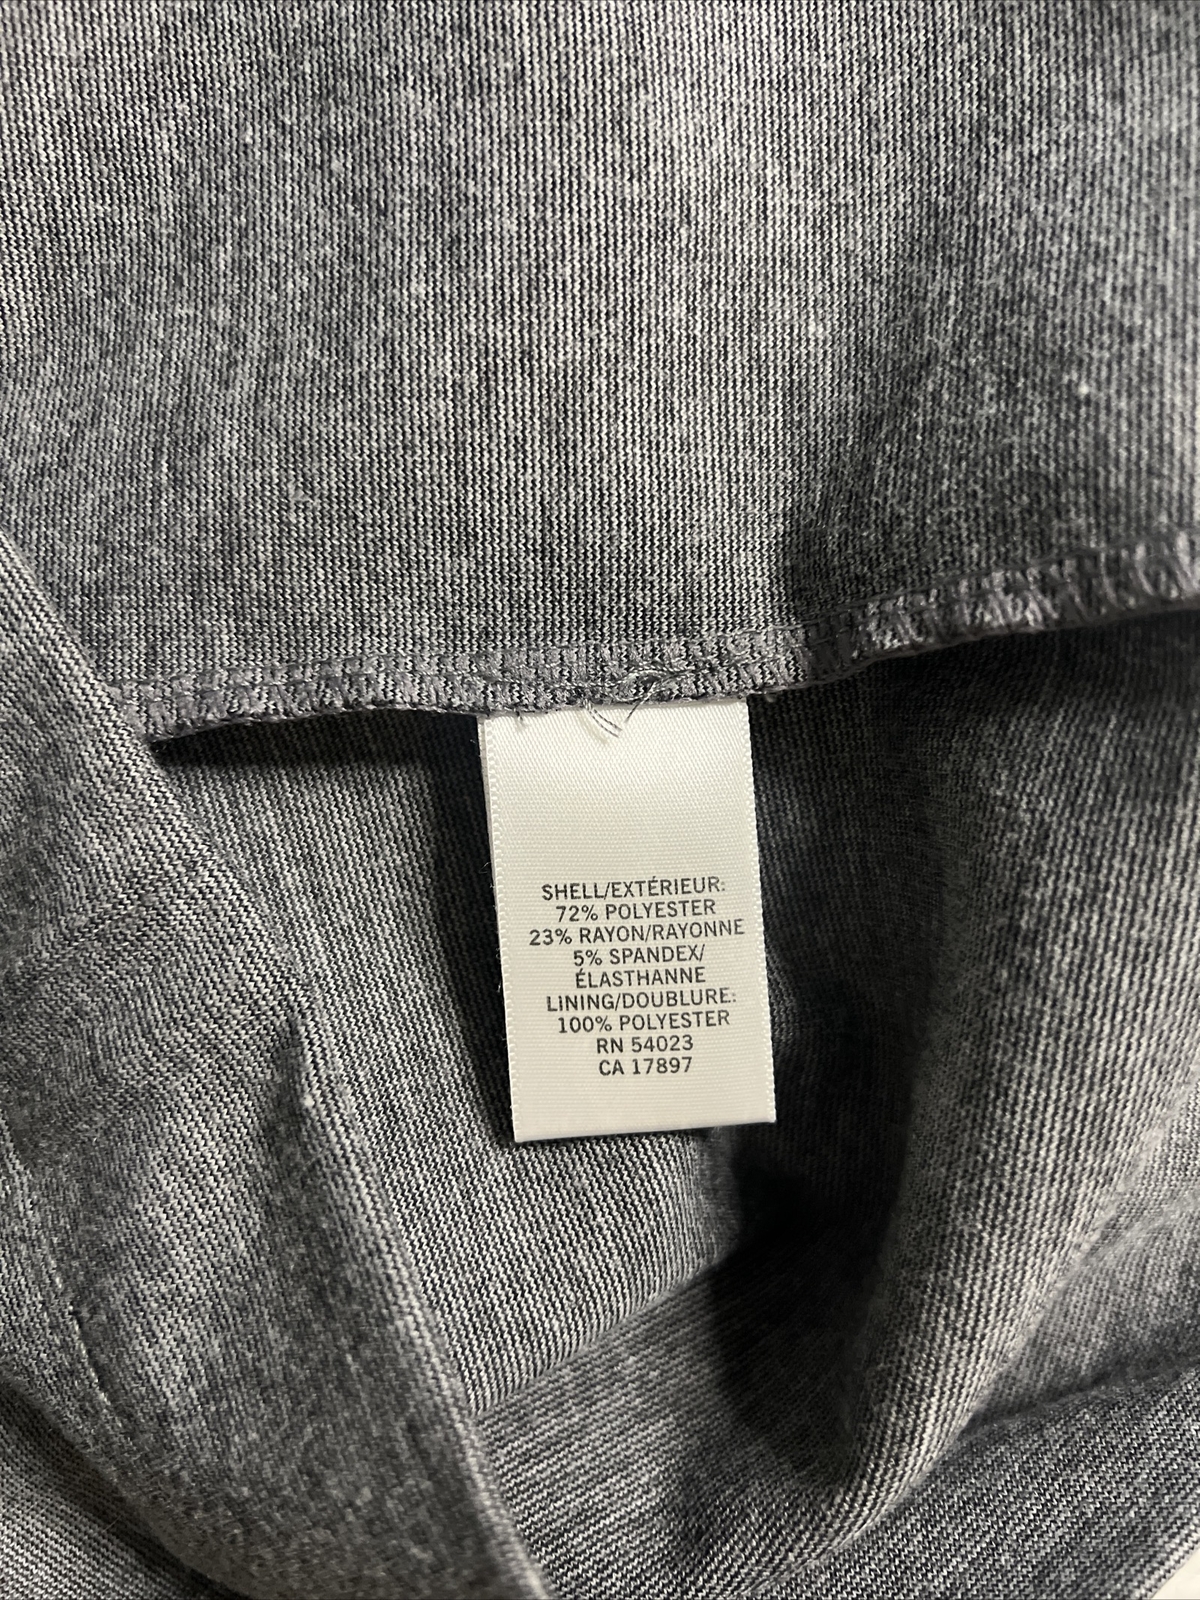 SHELL/EXTÉRIEUR:
72% POLYESTER
23% RAYON/RAYONNE
5% SPANDEX/
ÉLASTHANNE
LINING/DOUBLURE:
100% POLYESTER
RN 54023
CA 17897